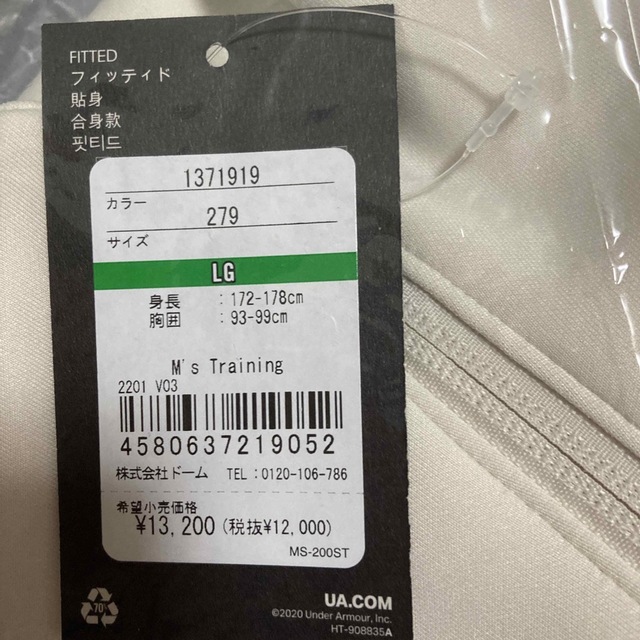 FITTED
フィッティド
貼身
合身款
핏티드
1371919
カラー
279
サイズ
LG
身長 : 172-178cm
胸囲 : 93-99cm
M's Training
2201 V03
4580637219052
株式会社ドーム TEL : 0120-106-786
希望小売価格
¥13,200 (税抜¥12,000)
MS-200ST
70%
UA.COM
©2020 Under Armour, Inc.
HT-908835A